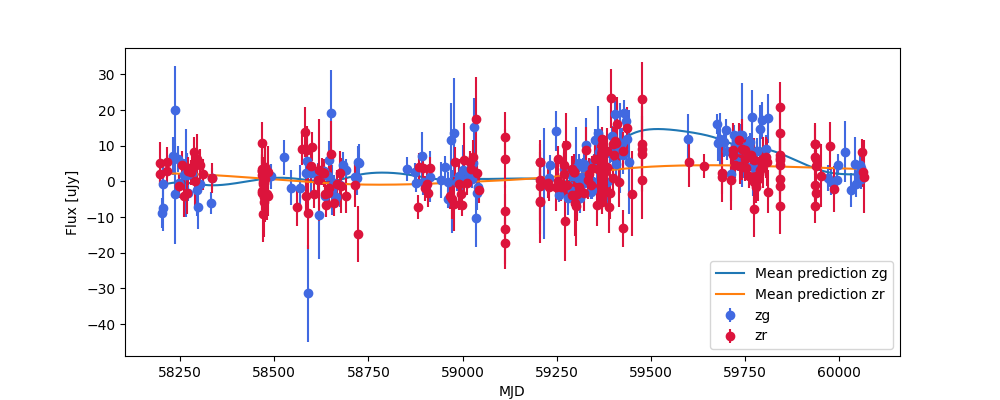 30
20
10
0
−10
−20
−30
−40
Flux [uJy]
58250 58500 58750 59000 59250 59500 59750 60000
MJD
Mean prediction zg
Mean prediction zr
zg
zr